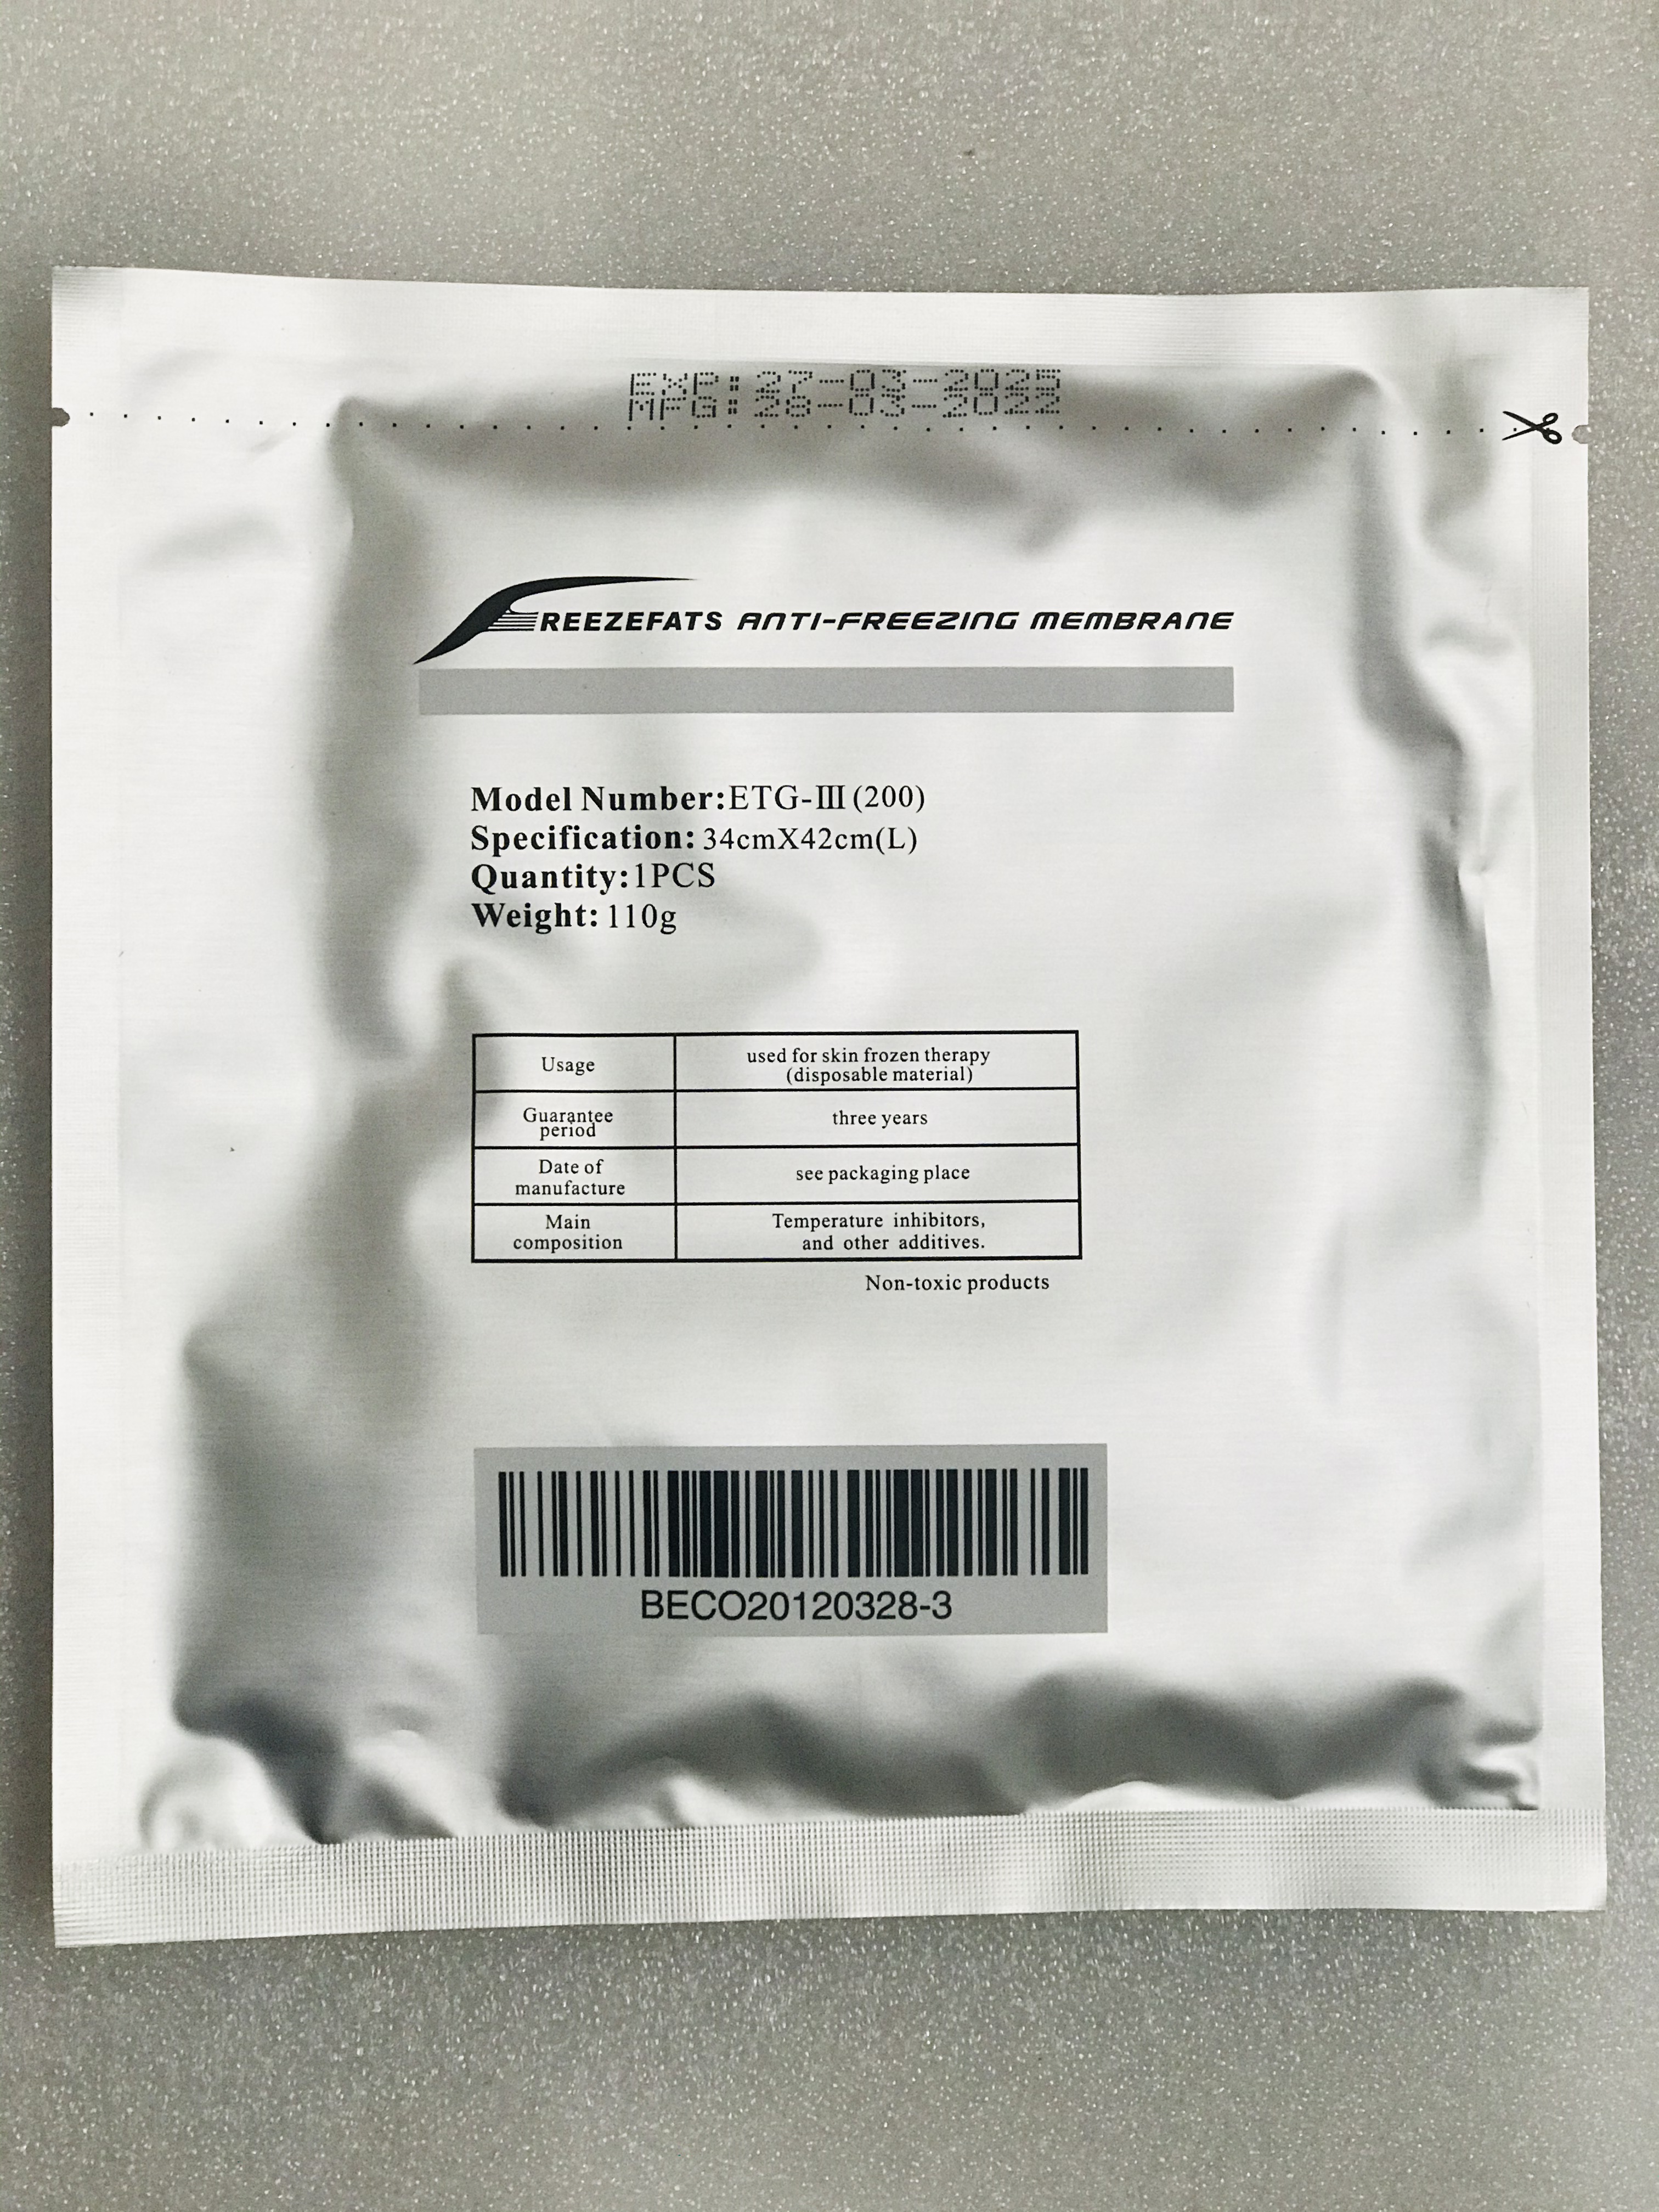 EXP: 27-03-2025
MFG: 28-03-2022
FREEZEFATS ANTI-FREEZING MEMBRANE
Model Number:ETG-III(200)
Specification: 34cmX42cm(L)
Quantity:1PCS
Weight: 110g
Usage
used for skin frozen therapy
(disposable material)
Guarantee
period
three years
Date of
manufacture
see packaging place
Main
composition
Temperature inhibitors,
and other additives.
Non-toxic products
BECO20120328-3